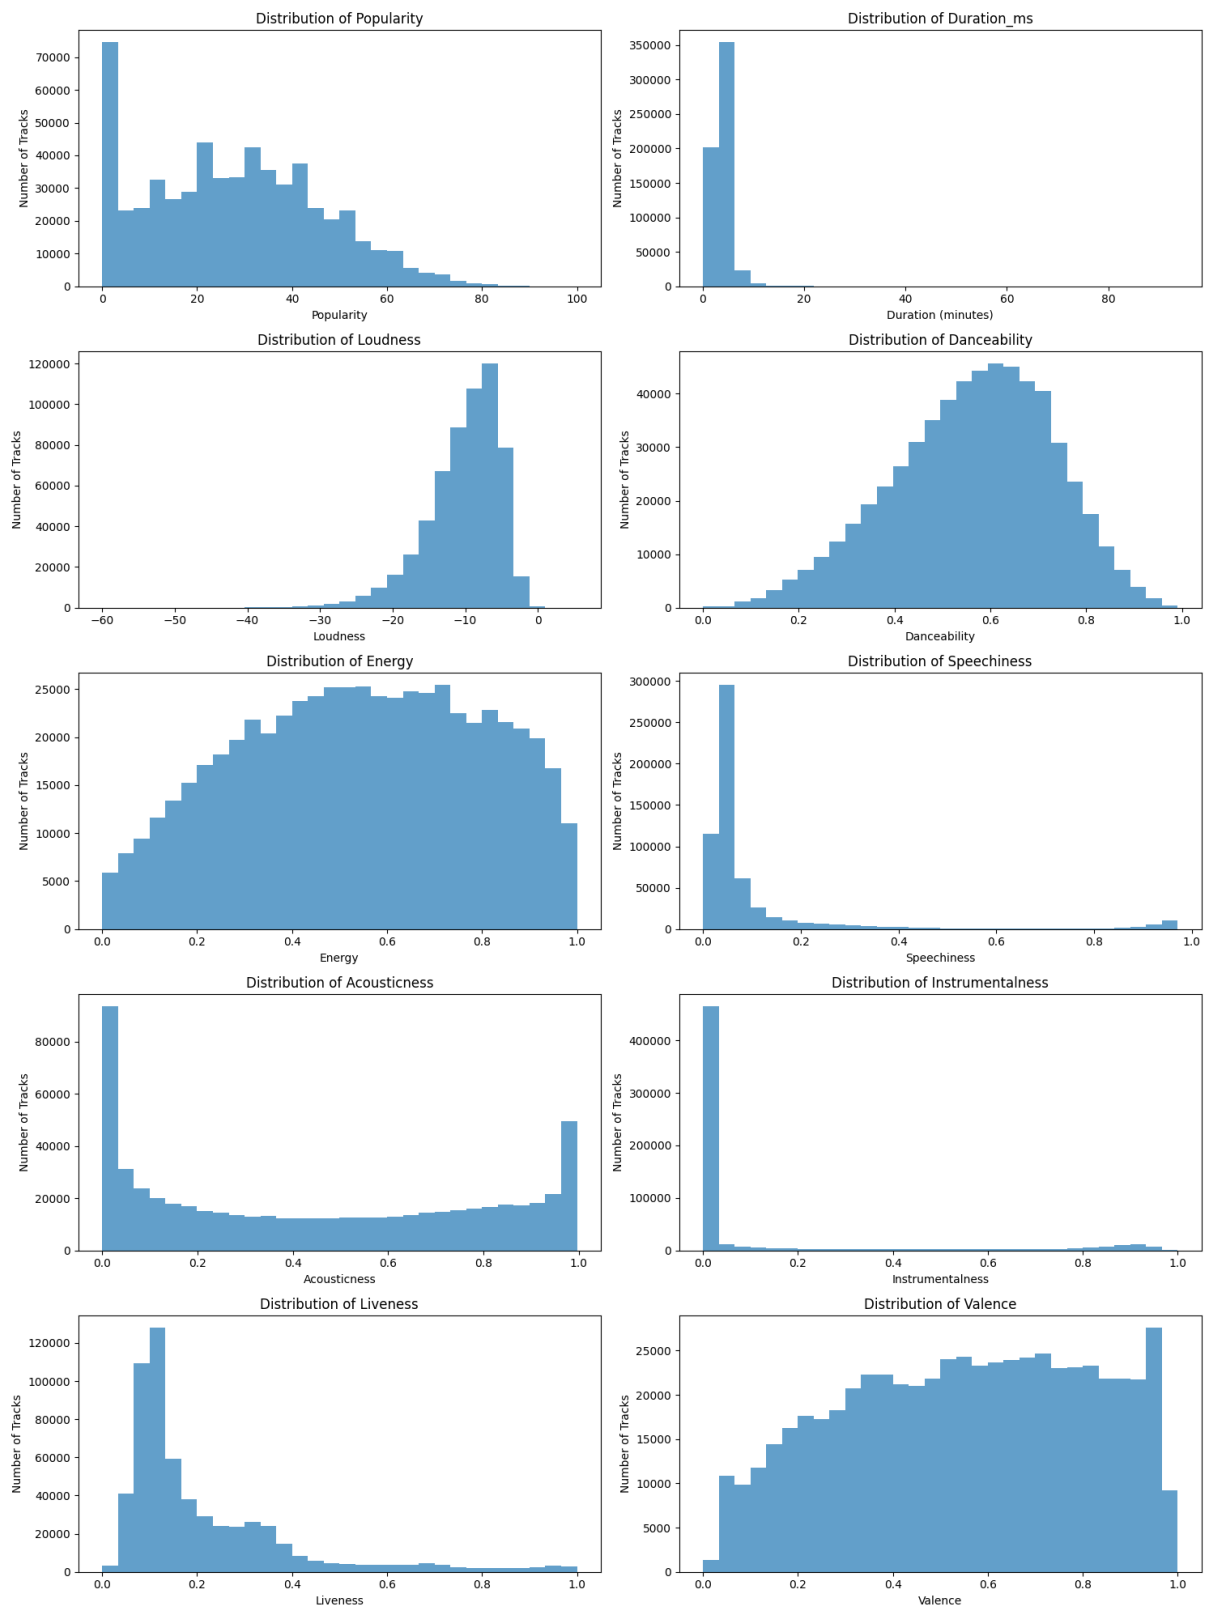 Distribution of Popularity
Number of Tracks
70000
60000
50000
40000
30000
20000
10000
0
0 20 40 60 80 100
Popularity
Distribution of Duration_ms
Number of Tracks
350000
300000
250000
200000
150000
100000
50000
0
0 20 40 60 80
Duration (minutes)
Distribution of Loudness
Number of Tracks
120000
100000
80000
60000
40000
20000
0
−60 −50 −40 −30 −20 −10 0
Loudness
Distribution of Danceability
Number of Tracks
40000
30000
20000
10000
0
0.0 0.2 0.4 0.6 0.8 1.0
Danceability
Distribution of Energy
Number of Tracks
25000
20000
15000
10000
5000
0
0.0 0.2 0.4 0.6 0.8 1.0
Energy
Distribution of Speechiness
Number of Tracks
300000
250000
200000
150000
100000
50000
0
0.0 0.2 0.4 0.6 0.8 1.0
Speechiness
Distribution of Acousticness
Number of Tracks
80000
60000
40000
20000
0
0.0 0.2 0.4 0.6 0.8 1.0
Acousticness
Distribution of Instrumentalness
Number of Tracks
400000
300000
200000
100000
0
0.0 0.2 0.4 0.6 0.8 1.0
Instrumentalness
Distribution of Liveness
Number of Tracks
120000
100000
80000
60000
40000
20000
0
0.0 0.2 0.4 0.6 0.8 1.0
Liveness
Distribution of Valence
Number of Tracks
25000
20000
15000
10000
5000
0
0.0 0.2 0.4 0.6 0.8 1.0
Valence